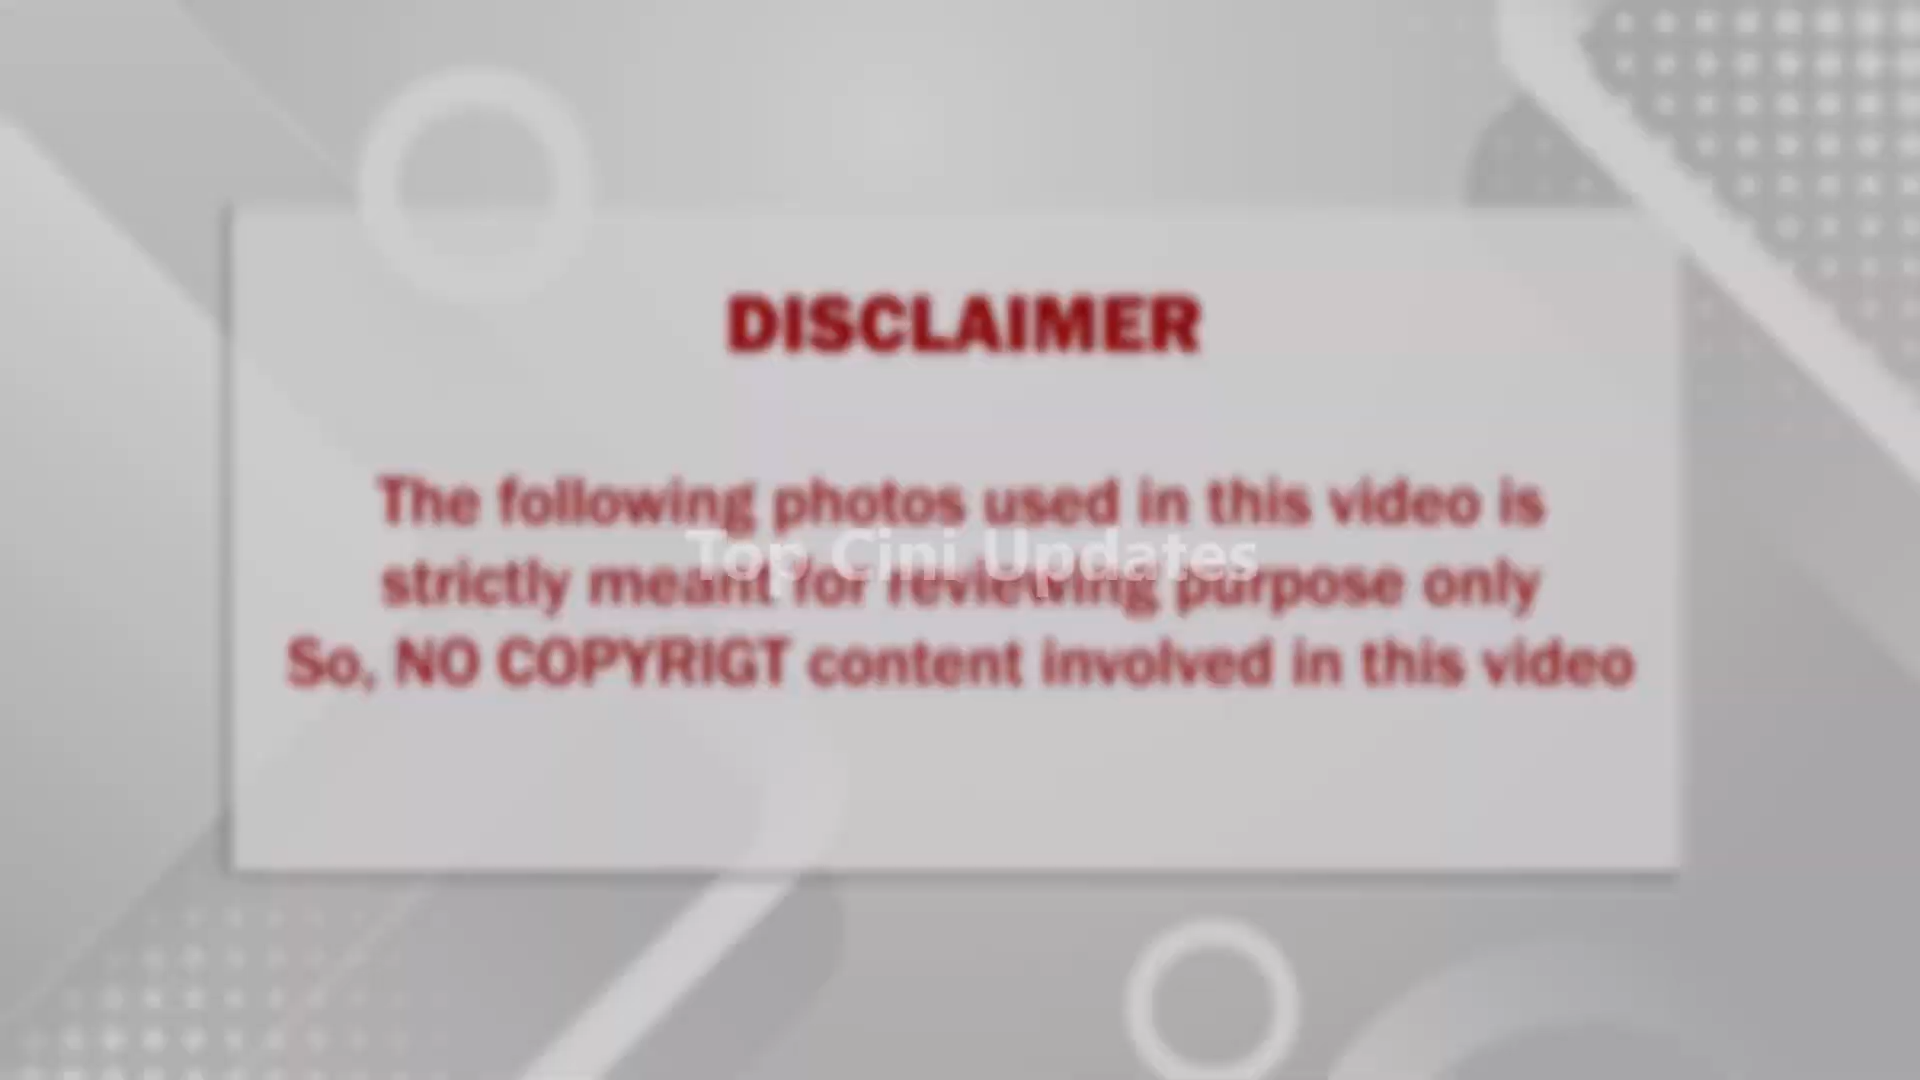 DISCLAIMER
The following photos used in this video is
Top Cini Updates
strictly meant for reviewing purpose only
So, NO COPYRIGT content involved in this video